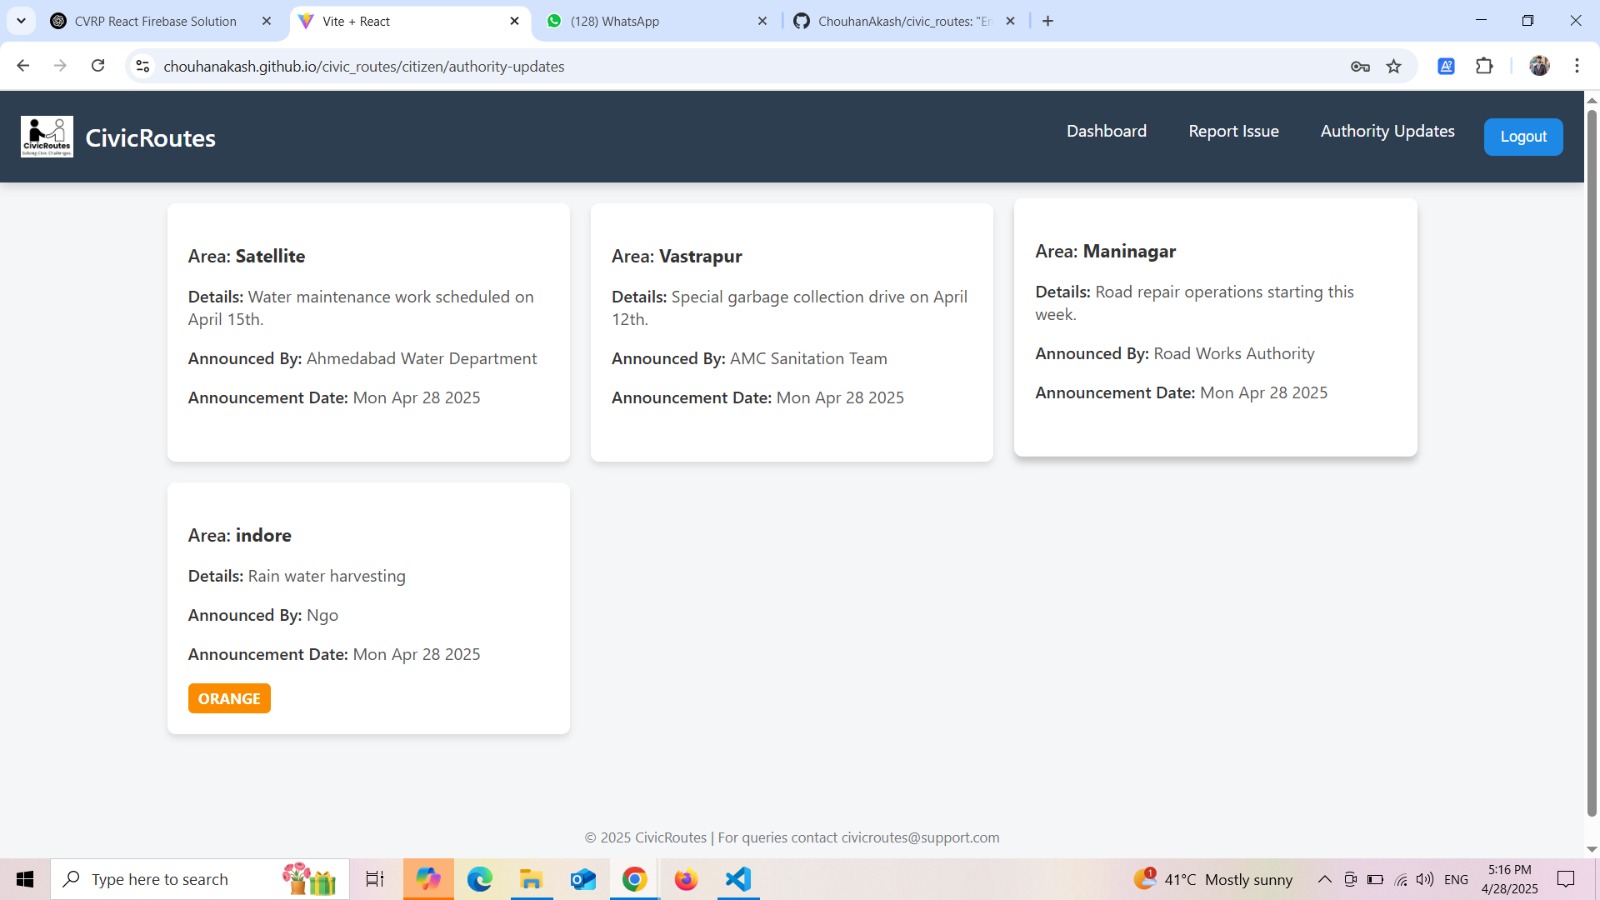 CVRP React Firebase Solution
Vite + React
(128) WhatsApp
ChouhanAkash/civic_routes: "En
chouhanakash.github.io/civic_routes/citizen/authority-updates
CivicRoutes
Solving Civic Challenges
CivicRoutes
Dashboard
Report Issue
Authority Updates
Logout
Area: Satellite
Details: Water maintenance work scheduled on
April 15th.
Announced By: Ahmedabad Water Department
Announcement Date: Mon Apr 28 2025
Area: Vastrapur
Details: Special garbage collection drive on April
12th.
Announced By: AMC Sanitation Team
Announcement Date: Mon Apr 28 2025
Area: Maninagar
Details: Road repair operations starting this
week.
Announced By: Road Works Authority
Announcement Date: Mon Apr 28 2025
Area: indore
Details: Rain water harvesting
Announced By: Ngo
Announcement Date: Mon Apr 28 2025
ORANGE
© 2025 CivicRoutes | For queries contact civicroutes@support.com
Type here to search
1
41°C Mostly sunny
ENG
5:16 PM
4/28/2025